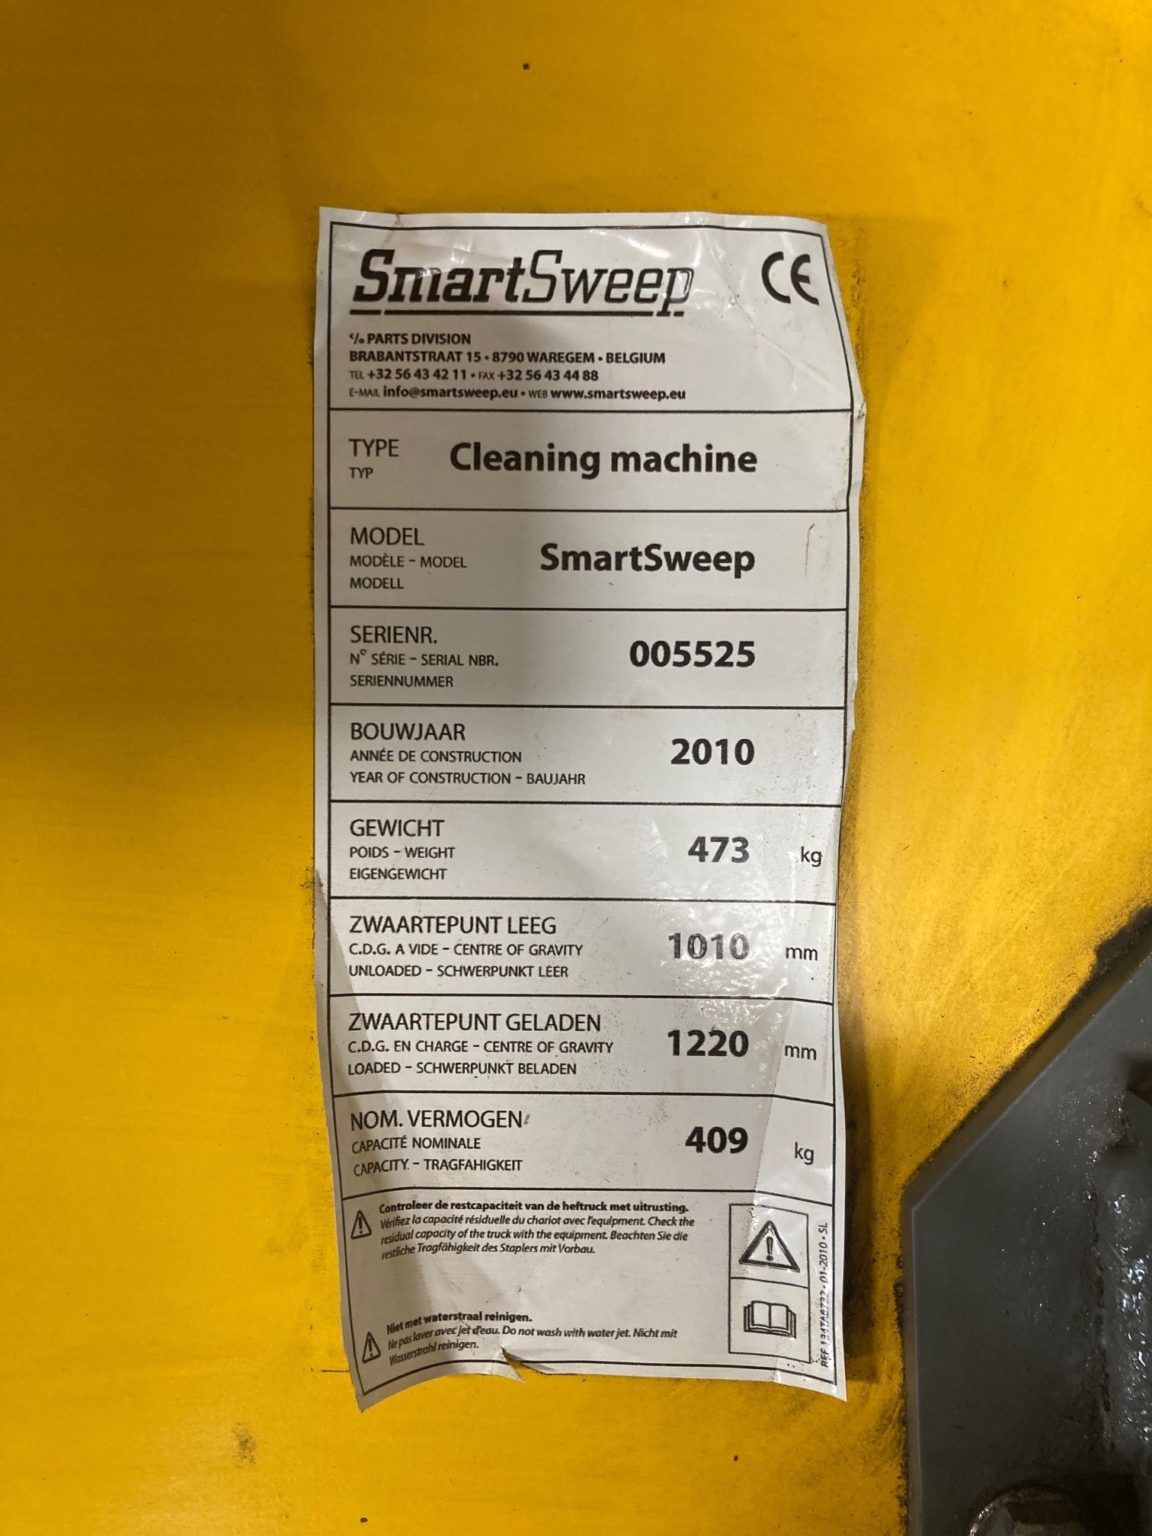 SmartSweep CE
c/o PARTS DIVISION
BRABANTSTRAAT 15 • 8790 WAREGEM • BELGIUM
TEL +32 56 43 42 11 • FAX +32 56 43 44 88
E-MAIL info@smartsweep.eu • WEB www.smartsweep.eu
TYPE Cleaning machine
TYP
MODEL SmartSweep
MODÈLE – MODEL
MODELL
SERIENR. 005525
N° SÉRIE – SERIAL NBR.
SERIENNUMMER
BOUWJAAR 2010
ANNÉE DE CONSTRUCTION
YEAR OF CONSTRUCTION – BAUJAHR
GEWICHT 473 kg
POIDS – WEIGHT
EIGENGEWICHT
ZWAARTEPUNT LEEG 1010 mm
C.D.G. A VIDE – CENTRE OF GRAVITY
UNLOADED – SCHWERPUNKT LEER
ZWAARTEPUNT GELADEN 1220 mm
C.D.G. EN CHARGE – CENTRE OF GRAVITY
LOADED – SCHWERPUNKT BELADEN
NOM. VERMOGEN 409 kg
CAPACITÉ NOMINALE
CAPACITY. – TRAGFAHIGKEIT
Controleer de restcapaciteit van de heftruck met uitrusting.
Vérifiez la capacité résiduelle du chariot avec l'equipment. Check the
residual capacity of the truck with the equipment. Beachten Sie die
restliche Tragfähigkeit des Staplers mit Vorbau.
Niet met waterstraal reinigen.
Ne pas laver avec jet d'eau. Do not wash with water jet. Nicht mit
Wasserstrahl reinigen.
REF • 01-2010 • SL